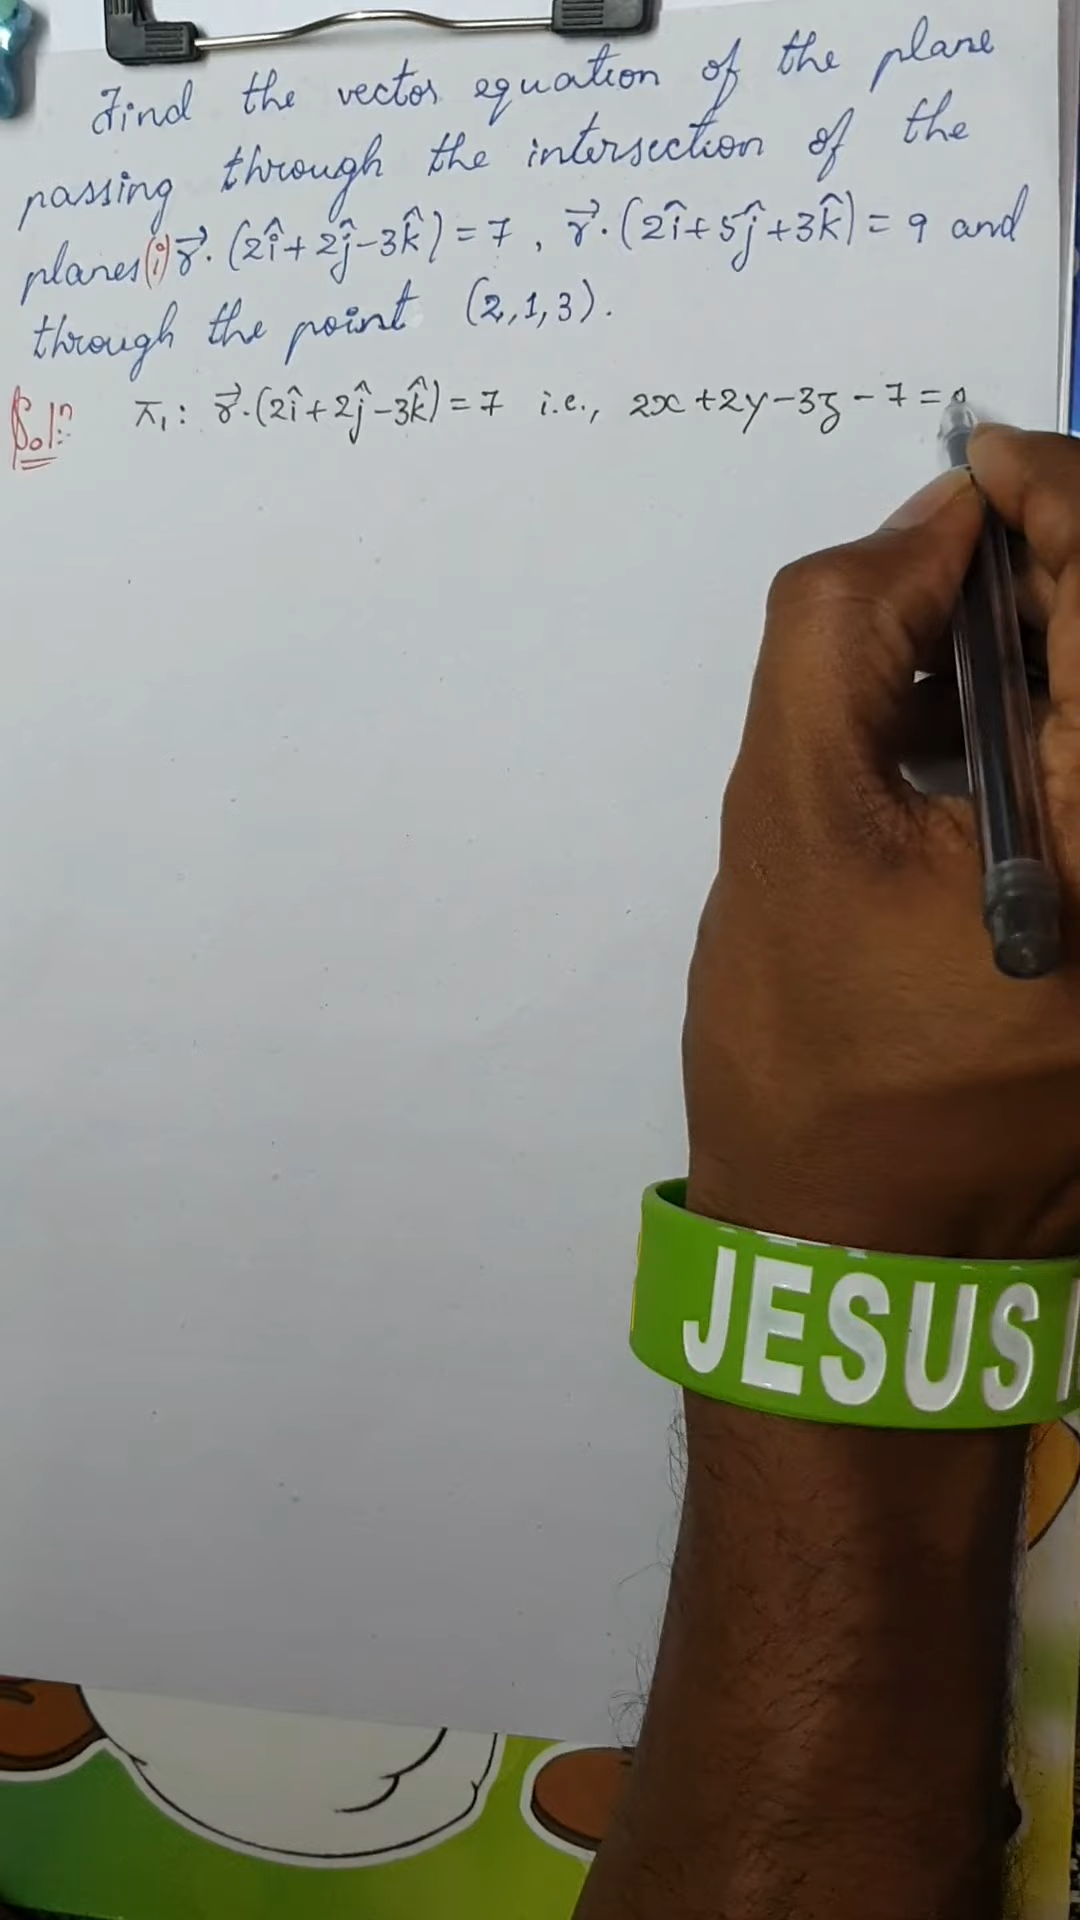 Find the vector equation of the plane
passing through the intersection of the
planes (i) r⃗.(2î+2ĵ-3k̂)=7, r⃗.(2î+5ĵ+3k̂)=9 and
through the point (2,1,3).
Solⁿ: π₁: r⃗.(2î+2ĵ-3k̂)=7 i.e., 2x+2y-3z-7=0
JESUS